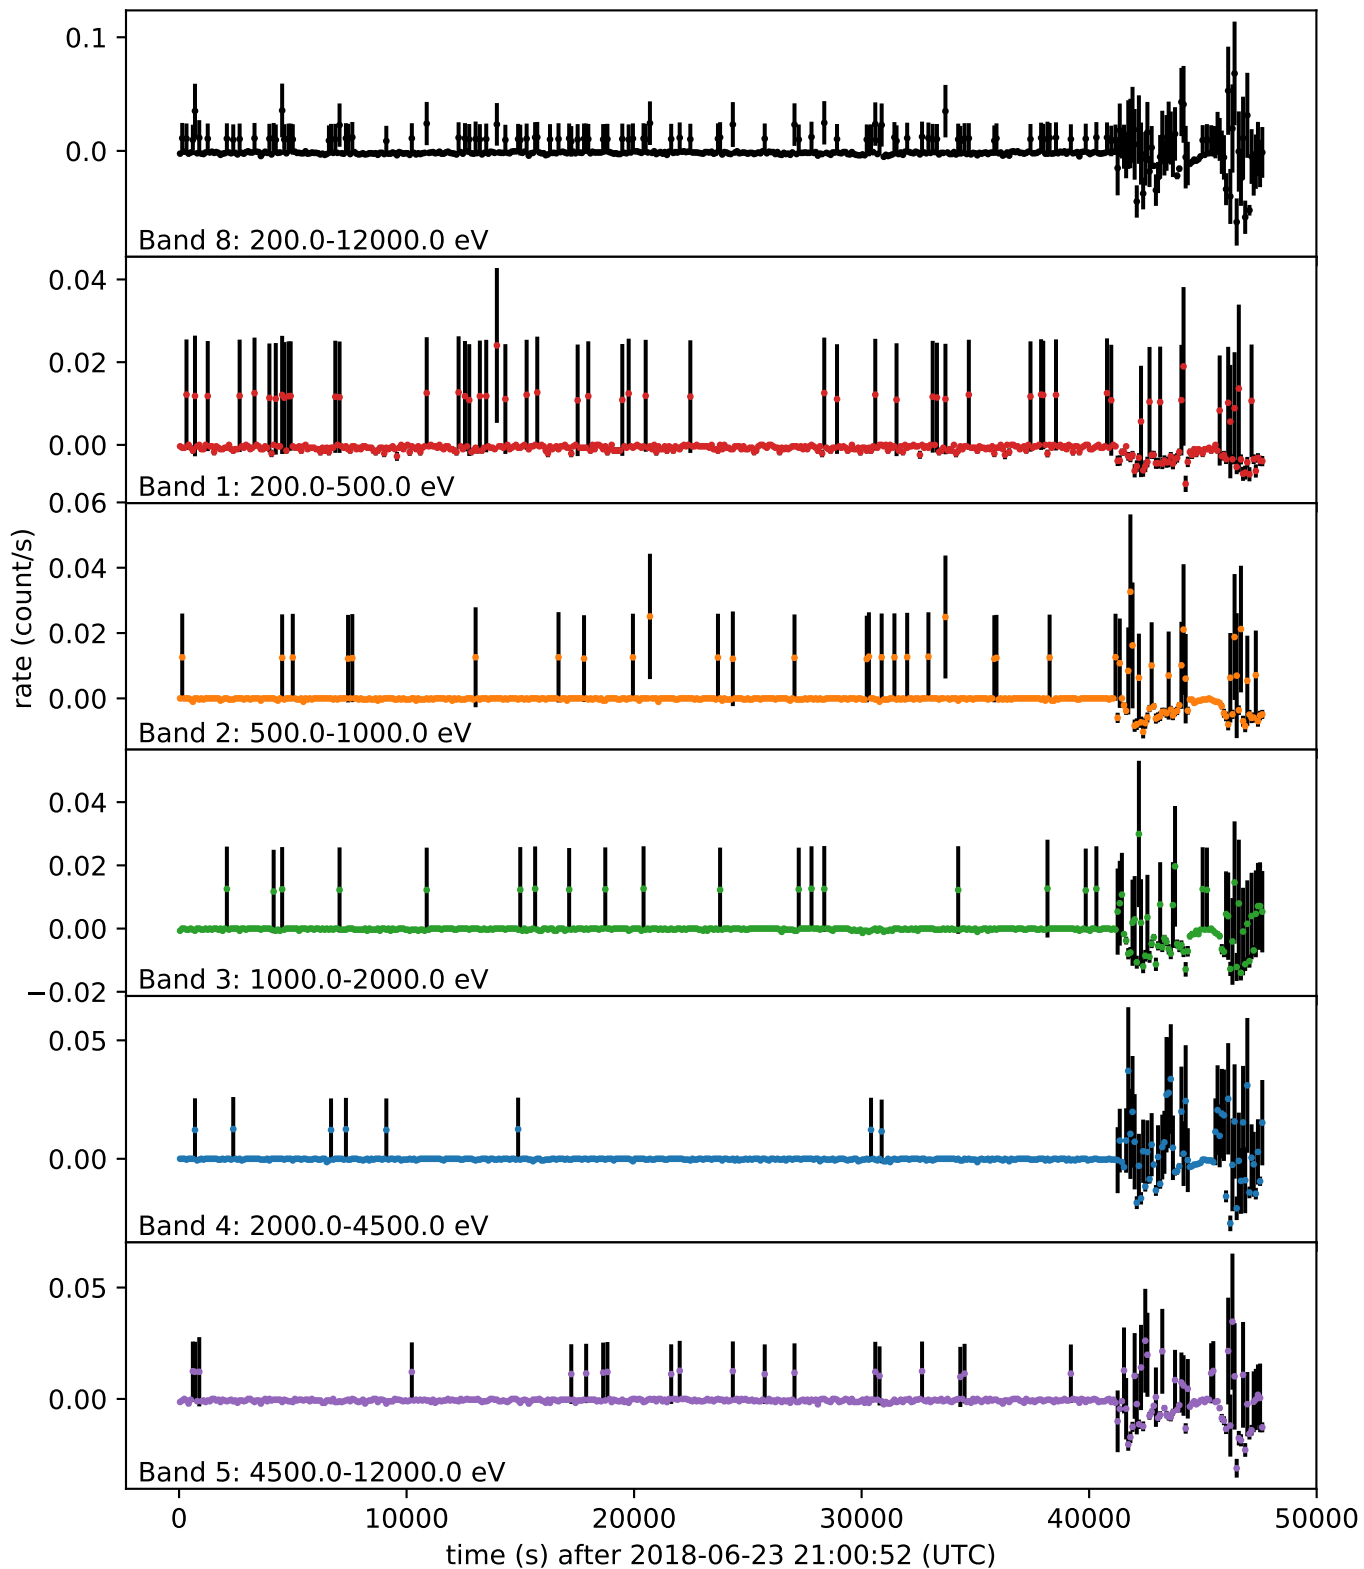 0.1
0.0
Band 8: 200.0-12000.0 eV
0.04
0.02
0.00
Band 1: 200.0-500.0 eV
0.06
0.04
0.02
0.00
Band 2: 500.0-1000.0 eV
rate (count/s)
0.04
0.02
0.00
−0.02
Band 3: 1000.0-2000.0 eV
0.05
0.00
Band 4: 2000.0-4500.0 eV
0.05
0.00
Band 5: 4500.0-12000.0 eV
0 10000 20000 30000 40000 50000
time (s) after 2018-06-23 21:00:52 (UTC)